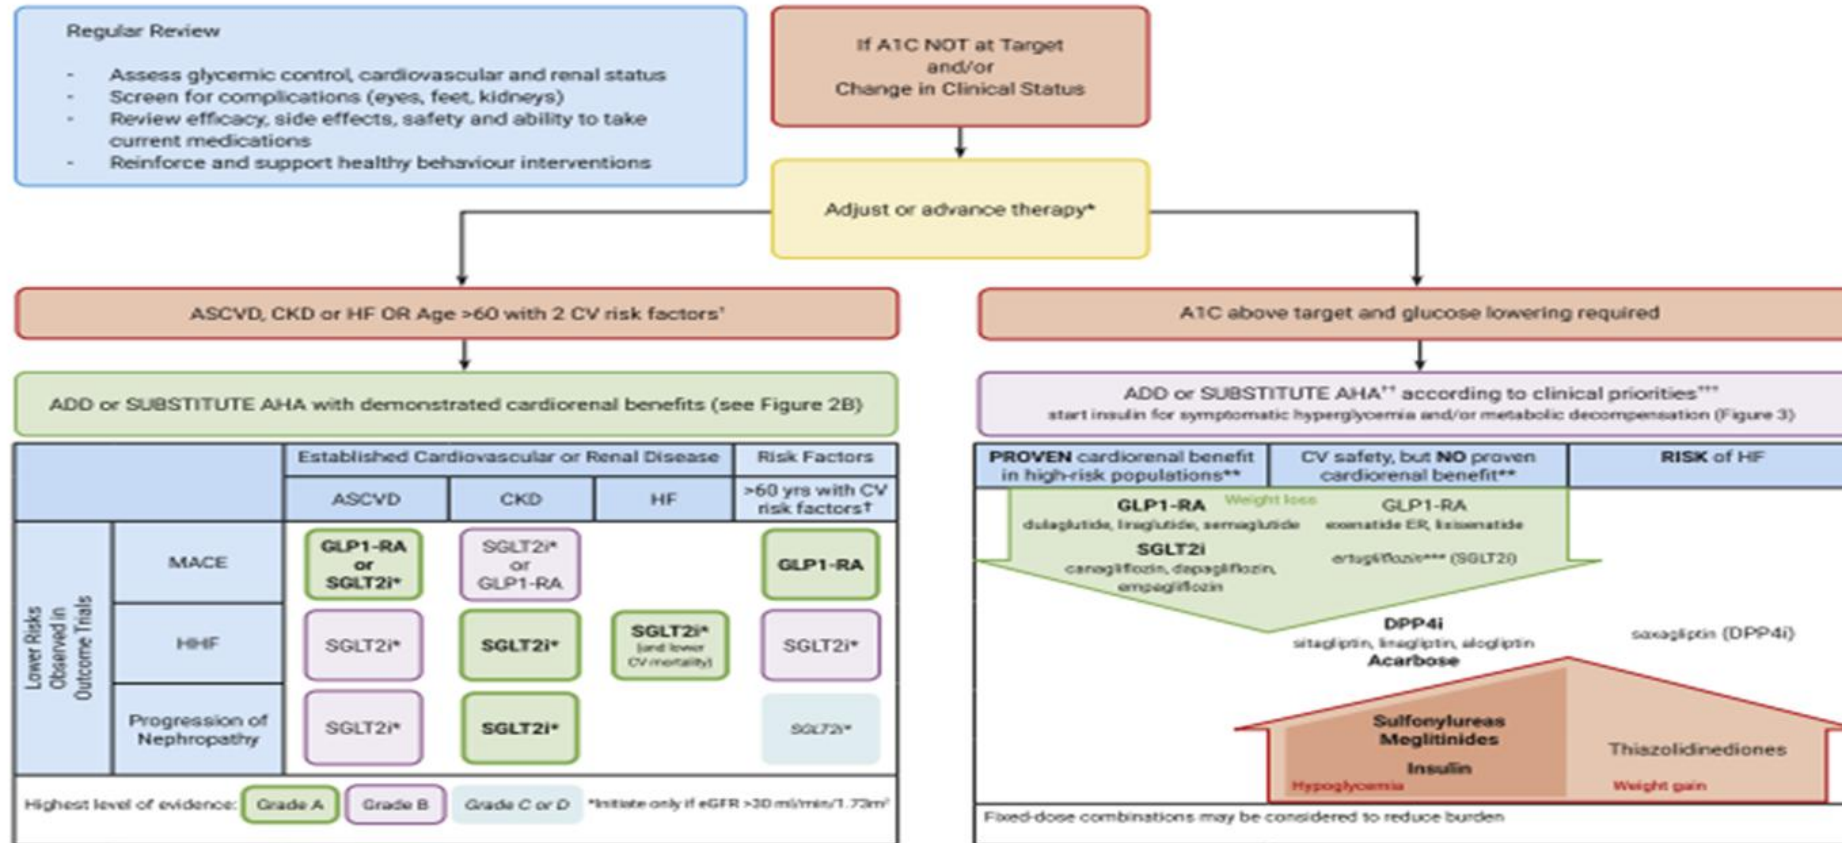 Regular Review
- Assess glycemic control, cardiovascular and renal status
- Screen for complications (eyes, feet, kidneys)
- Review efficacy, side effects, safety and ability to take
current medications
- Reinforce and support healthy behaviour interventions
If A1C NOT at Target
and/or
Change in Clinical Status
Adjust or advance therapy*
ASCVD, CKD or HF OR Age >60 with 2 CV risk factors†
ADD or SUBSTITUTE AHA with demonstrated cardiorenal benefits (see Figure 2B)
Established Cardiovascular or Renal Disease
Risk Factors
ASCVD
CKD
HF
>60 yrs with CV
risk factors†
Lower Risks
Observed in
Outcome Trials
MACE
GLP1-RA
or
SGLT2i*
SGLT2i*
or
GLP1-RA
GLP1-RA
HHF
SGLT2i*
SGLT2i*
SGLT2i*
(and lower
CV mortality)
SGLT2i*
Progression of
Nephropathy
SGLT2i*
SGLT2i*
SGLT2i*
Highest level of evidence:
Grade A
Grade B
Grade C or D
*Initiate only if eGFR >30 ml/min/1.73m²
A1C above target and glucose lowering required
ADD or SUBSTITUTE AHA†† according to clinical priorities†††
start insulin for symptomatic hyperglycemia and/or metabolic decompensation (Figure 3)
PROVEN cardiorenal benefit
in high-risk populations**
CV safety, but NO proven
cardiorenal benefit**
RISK of HF
Weight loss
GLP1-RA
dulaglutide, liraglutide, semaglutide
SGLT2i
canagliflozin, dapagliflozin,
empagliflozin
GLP1-RA
exenatide ER, lixisenatide
ertugliflozin*** (SGLT2i)
DPP4i
sitagliptin, linagliptin, alogliptin
Acarbose
saxagliptin (DPP4i)
Sulfonylureas
Meglitinides
Insulin
Hypoglycemia
Thiazolidinediones
Weight gain
Fixed-dose combinations may be considered to reduce burden